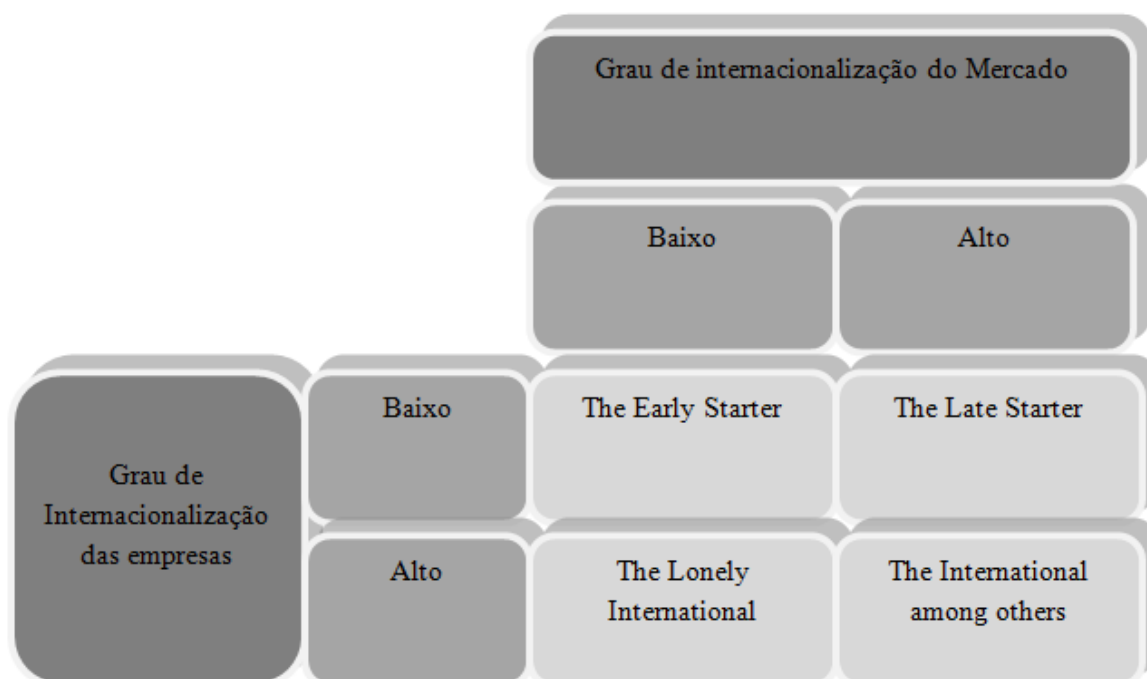 Grau de internacionalização do Mercado
Baixo
Alto
Grau de
Internacionalização
das empresas
Baixo
The Early Starter
The Late Starter
Alto
The Lonely
International
The International
among others